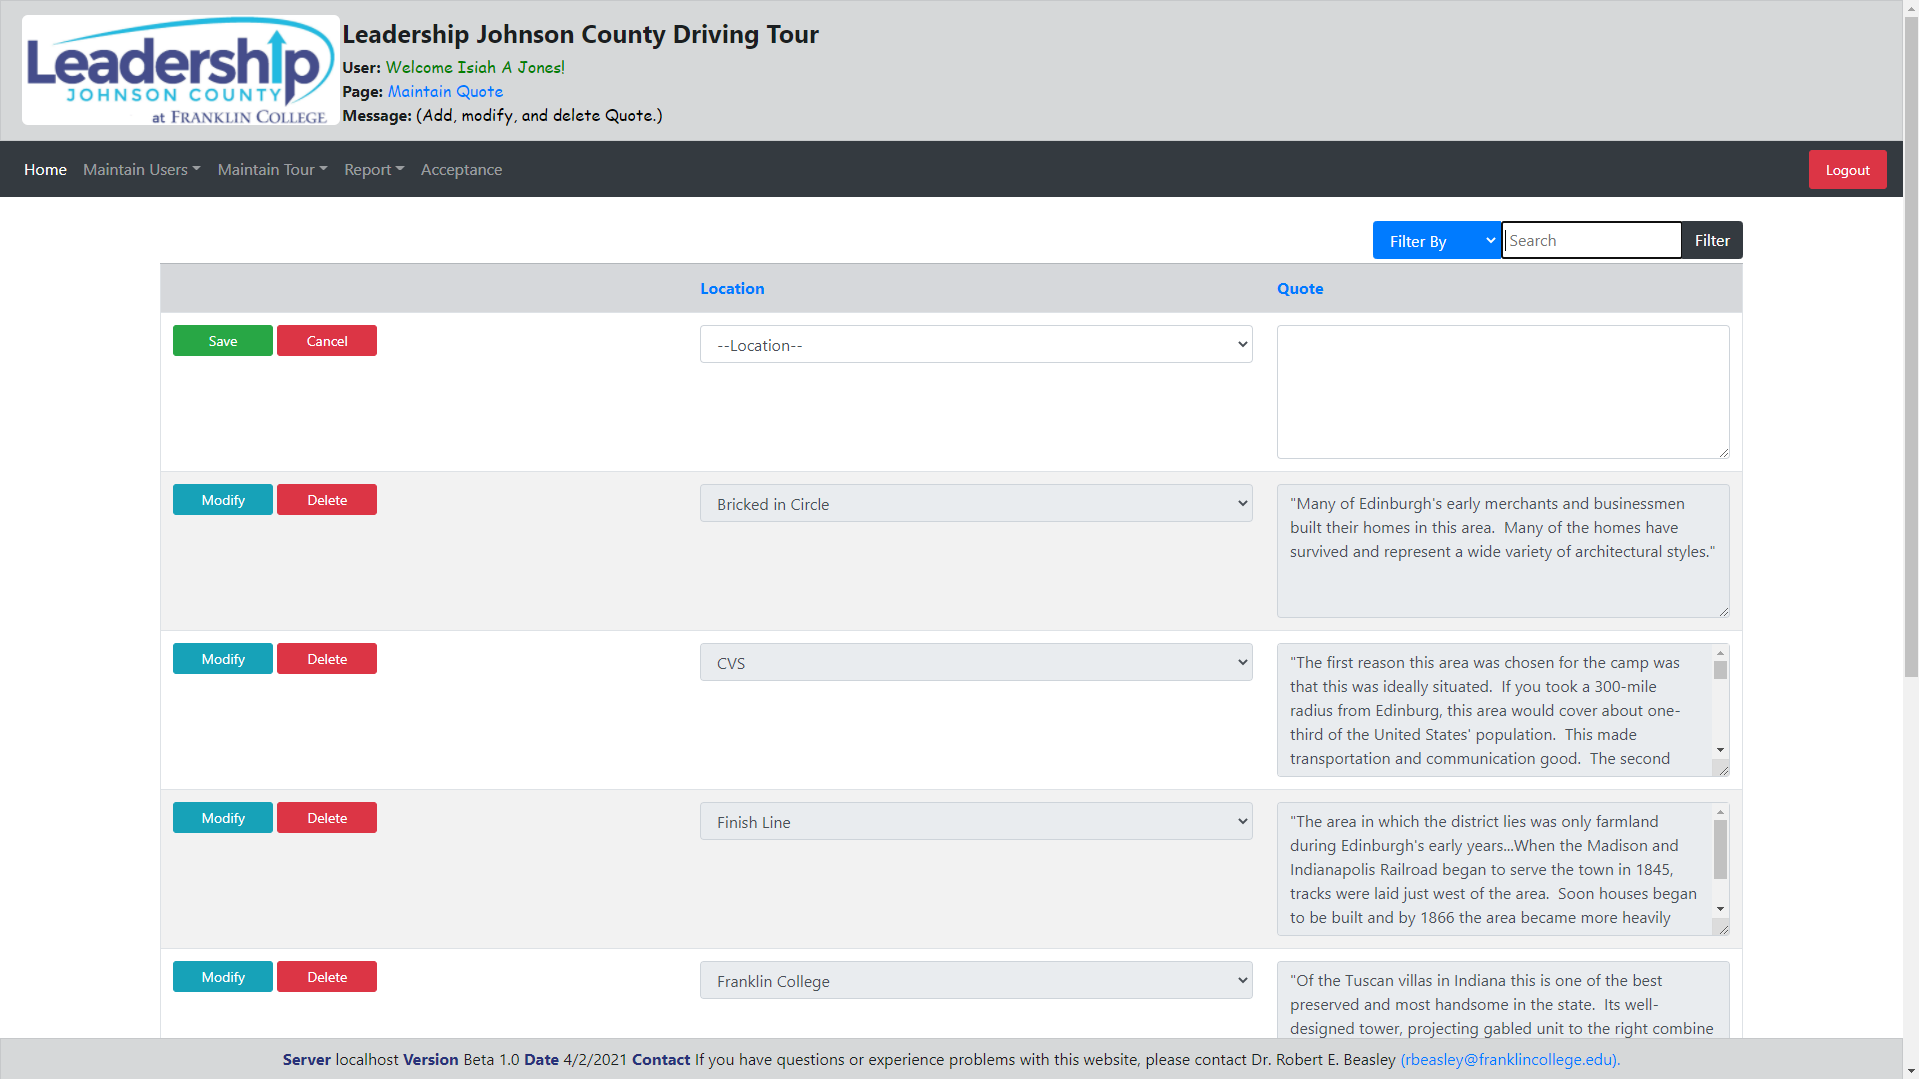 Leadership
JOHNSON COUNTY
at FRANKLIN COLLEGE
Leadership Johnson County Driving Tour
User: Welcome Isiah A Jones!
Page: Maintain Quote
Message: (Add, modify, and delete Quote.)
Home Maintain Users Maintain Tour Report Acceptance Logout
Filter By Search Filter
Location Quote
Save Cancel --Location--
Modify Delete Bricked in Circle
"Many of Edinburgh's early merchants and businessmen
built their homes in this area.  Many of the homes have
survived and represent a wide variety of architectural styles."
Modify Delete CVS
"The first reason this area was chosen for the camp was
that this was ideally situated.  If you took a 300-mile
radius from Edinburg, this area would cover about one-
third of the United States' population.  This made
transportation and communication good.  The second
Modify Delete Finish Line
"The area in which the district lies was only farmland
during Edinburgh's early years...When the Madison and
Indianapolis Railroad began to serve the town in 1845,
tracks were laid just west of the area.  Soon houses began
to be built and by 1866 the area became more heavily
Modify Delete Franklin College
"Of the Tuscan villas in Indiana this is one of the best
preserved and most handsome in the state.  Its well-
designed tower, projecting gabled unit to the right combine
Server localhost Version Beta 1.0 Date 4/2/2021 Contact If you have questions or experience problems with this website, please contact Dr. Robert E. Beasley (rbeasley@franklincollege.edu).